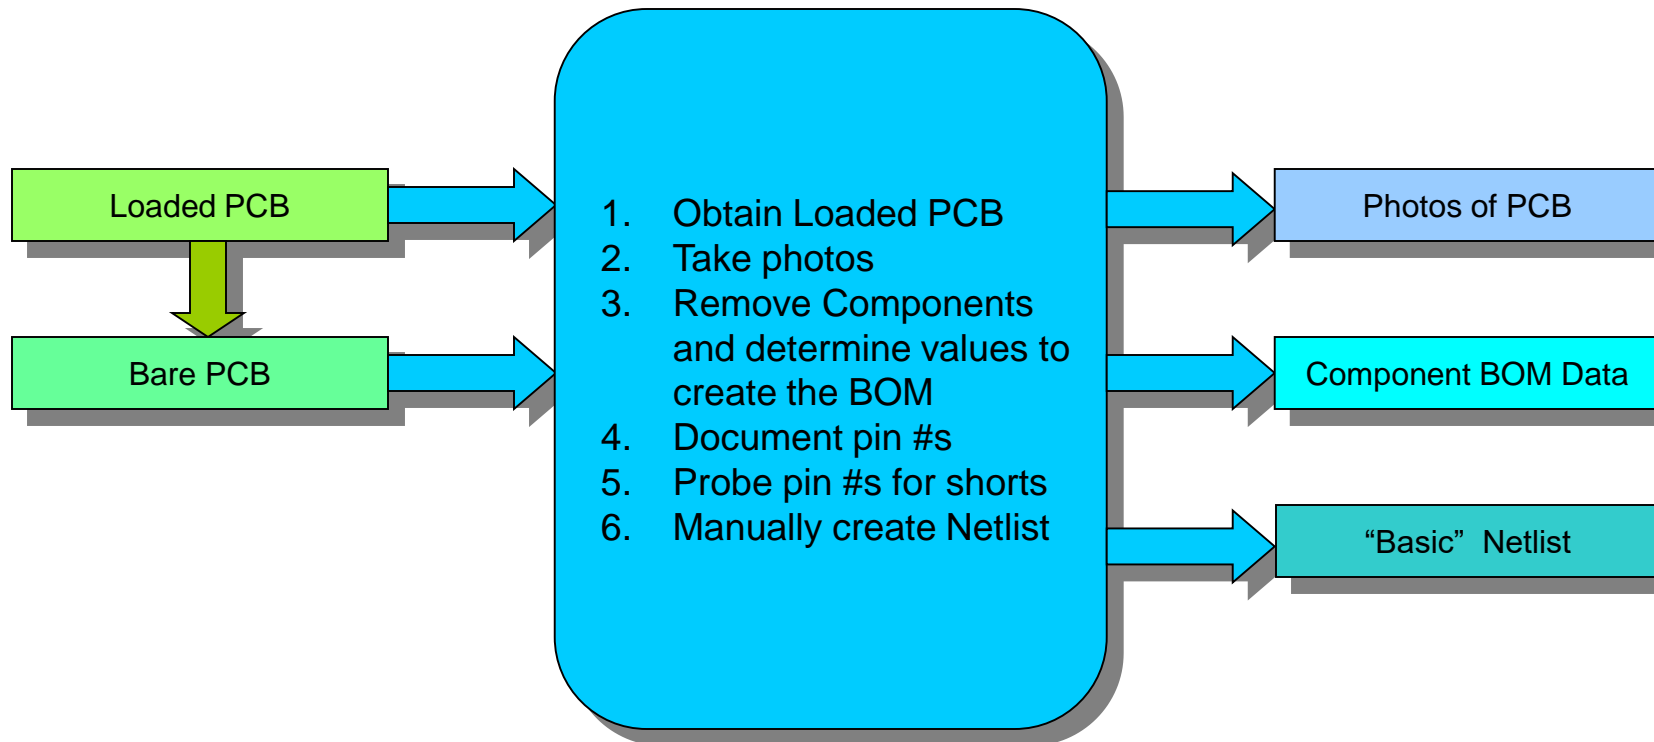 Loaded PCB
Bare PCB
1. Obtain Loaded PCB
2. Take photos
3. Remove Components
and determine values to
create the BOM
4. Document pin #s
5. Probe pin #s for shorts
6. Manually create Netlist
Photos of PCB
Component BOM Data
“Basic” Netlist